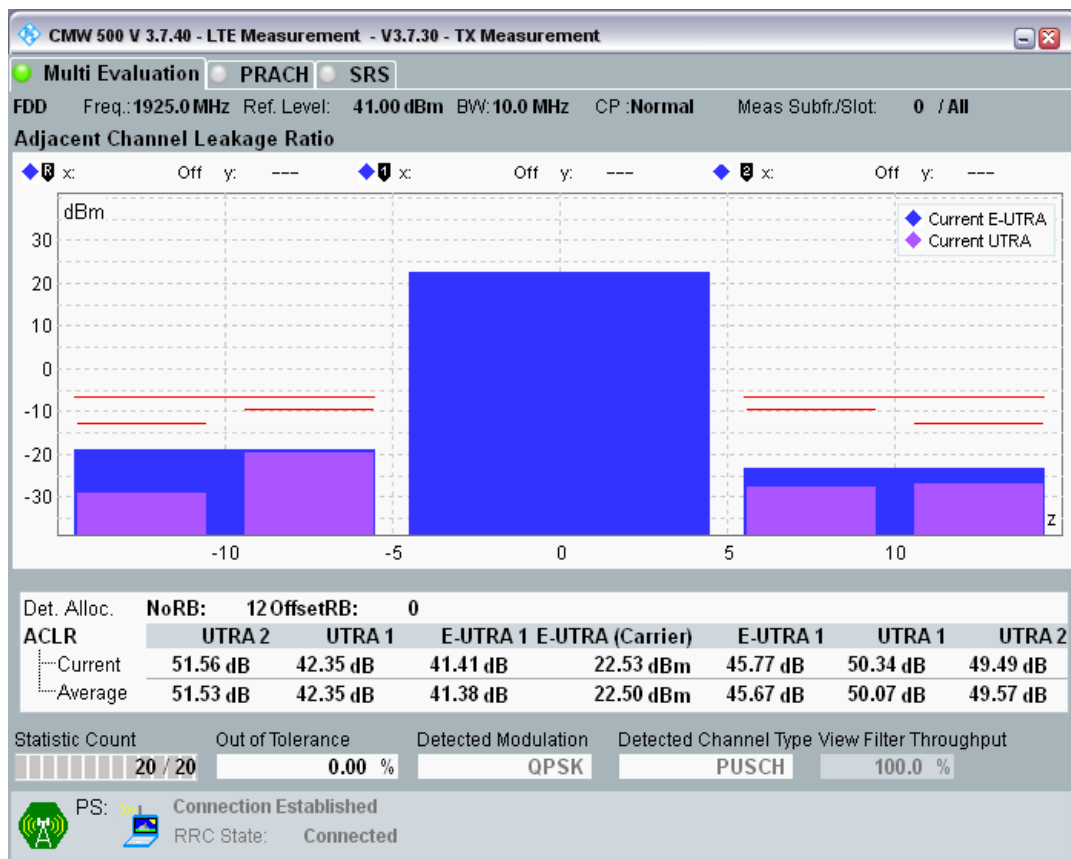 CMW 500 V 3.7.40 - LTE Measurement - V3.7.30 - TX Measurement
Multi Evaluation PRACH SRS
FDD Freq.: 1925.0 MHz Ref. Level: 41.00 dBm BW: 10.0 MHz CP :Normal Meas Subfr./Slot: 0 / All
Adjacent Channel Leakage Ratio
R x: Off y: --- 1 x: Off y: --- 2 x: Off y: ---
dBm
Current E-UTRA
Current UTRA
30
20
10
0
-10
-20
-30
z
-10 -5 0 5 10
Det. Alloc. NoRB: 12 OffsetRB: 0
ACLR UTRA 2 UTRA 1 E-UTRA 1 E-UTRA (Carrier) E-UTRA 1 UTRA 1 UTRA 2
Current 51.56 dB 42.35 dB 41.41 dB 22.53 dBm 45.77 dB 50.34 dB 49.49 dB
Average 51.53 dB 42.35 dB 41.38 dB 22.50 dBm 45.67 dB 50.07 dB 49.57 dB
Statistic Count Out of Tolerance Detected Modulation Detected Channel Type View Filter Throughput
20 / 20 0.00 % QPSK PUSCH 100.0 %
PS: Connection Established
RRC State: Connected